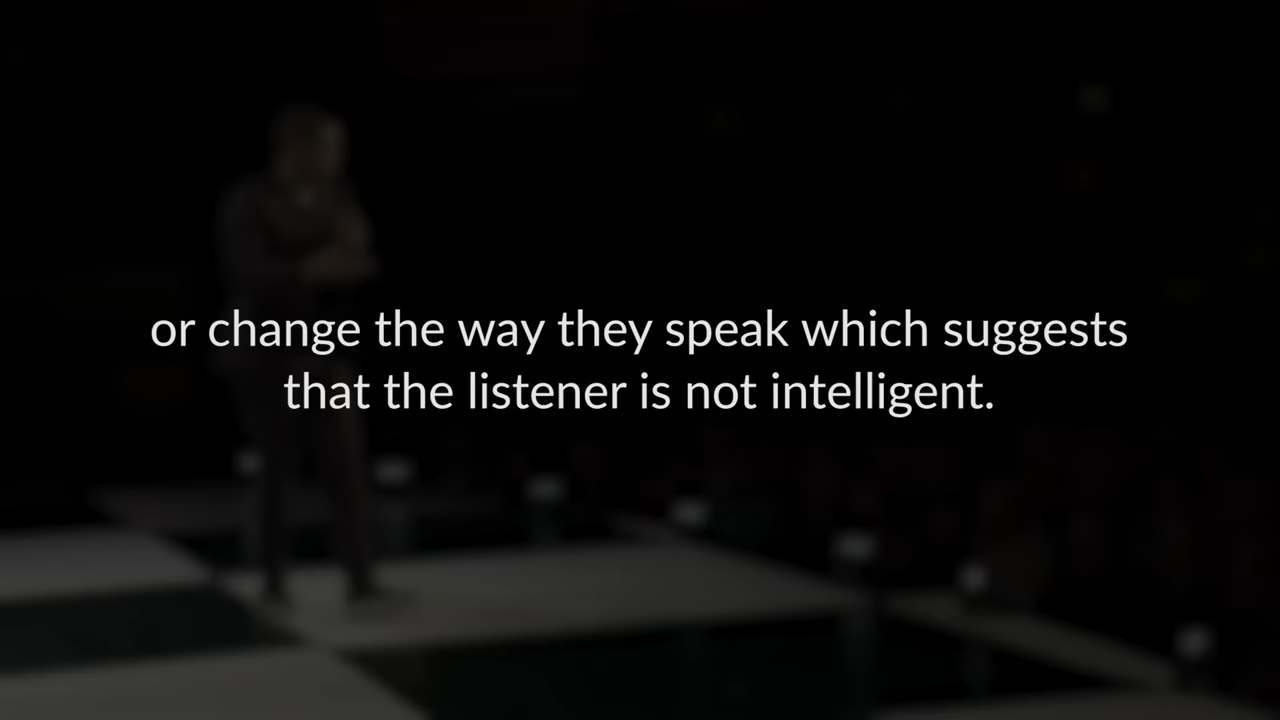 or change the way they speak which suggests
that the listener is not intelligent.